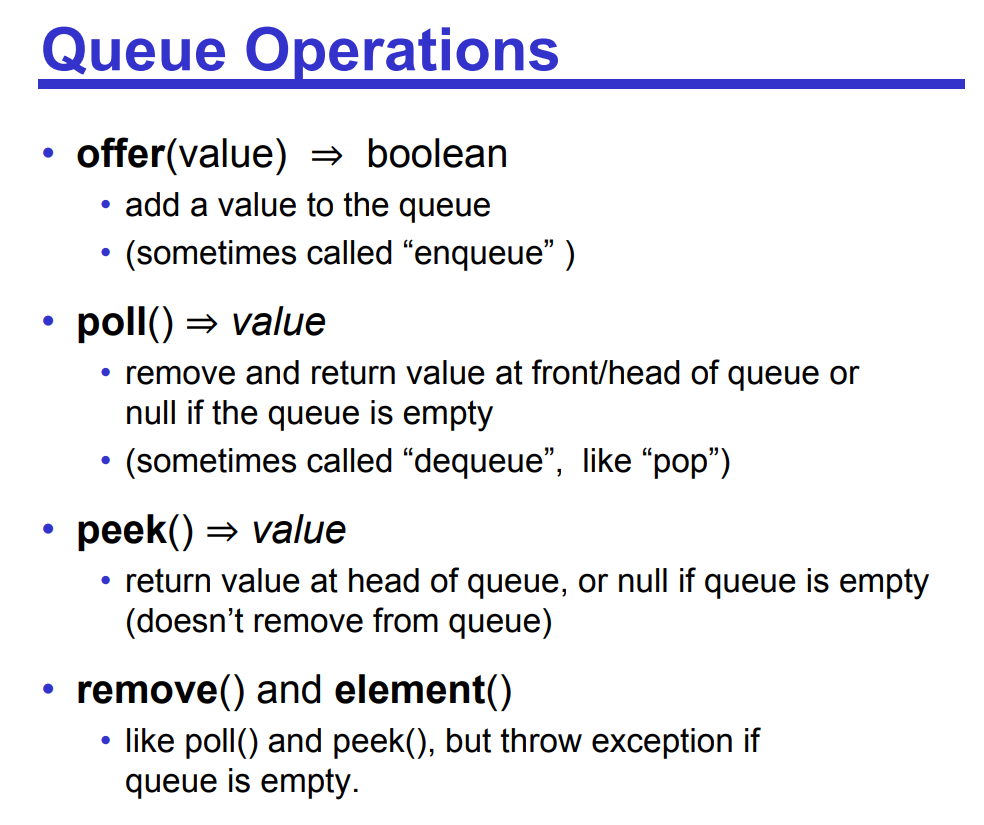 Queue Operations
• offer(value) ⇒ boolean
• add a value to the queue
• (sometimes called “enqueue” )
• poll() ⇒ value
• remove and return value at front/head of queue or
null if the queue is empty
• (sometimes called “dequeue”, like “pop”)
• peek() ⇒ value
• return value at head of queue, or null if queue is empty
(doesn’t remove from queue)
• remove() and element()
• like poll() and peek(), but throw exception if
queue is empty.